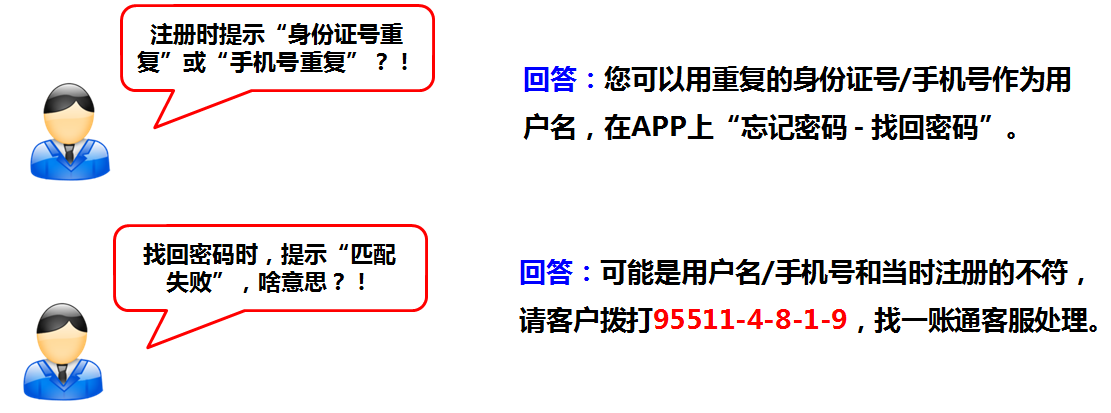 注册时提示“身份证号重
复”或“手机号重复”？！
回答：您可以用重复的身份证号/手机号作为用
户名，在APP上“忘记密码－找回密码”。
找回密码时，提示“匹配
失败”，啥意思？！
回答：可能是用户名/手机号和当时注册的不符，
请客户拨打95511-4-8-1-9，找一账通客服处理。